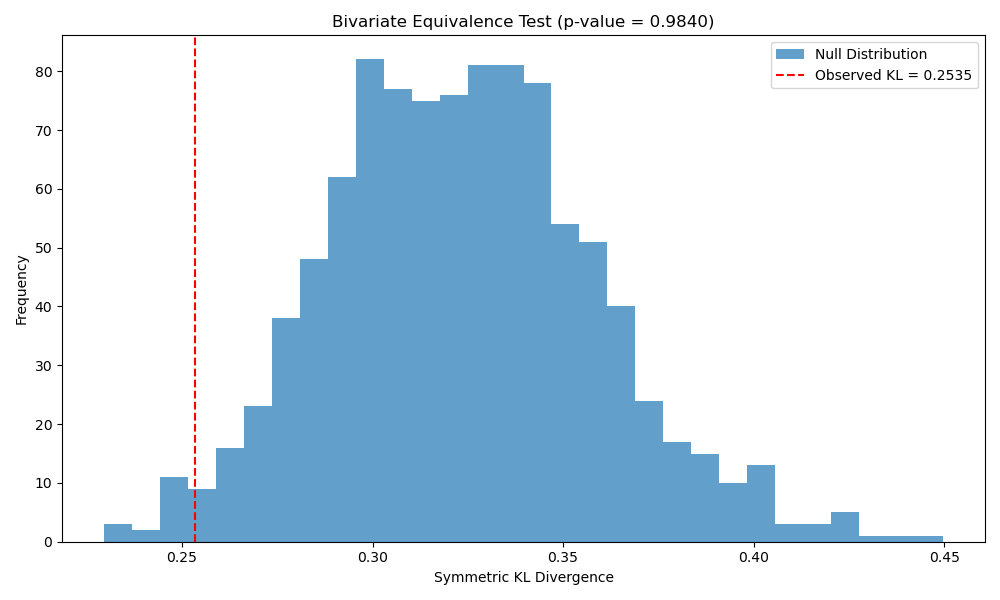 Bivariate Equivalence Test (p-value = 0.9840)
Null Distribution
Observed KL = 0.2535
Frequency
80
70
60
50
40
30
20
10
0
0.25 0.30 0.35 0.40 0.45
Symmetric KL Divergence